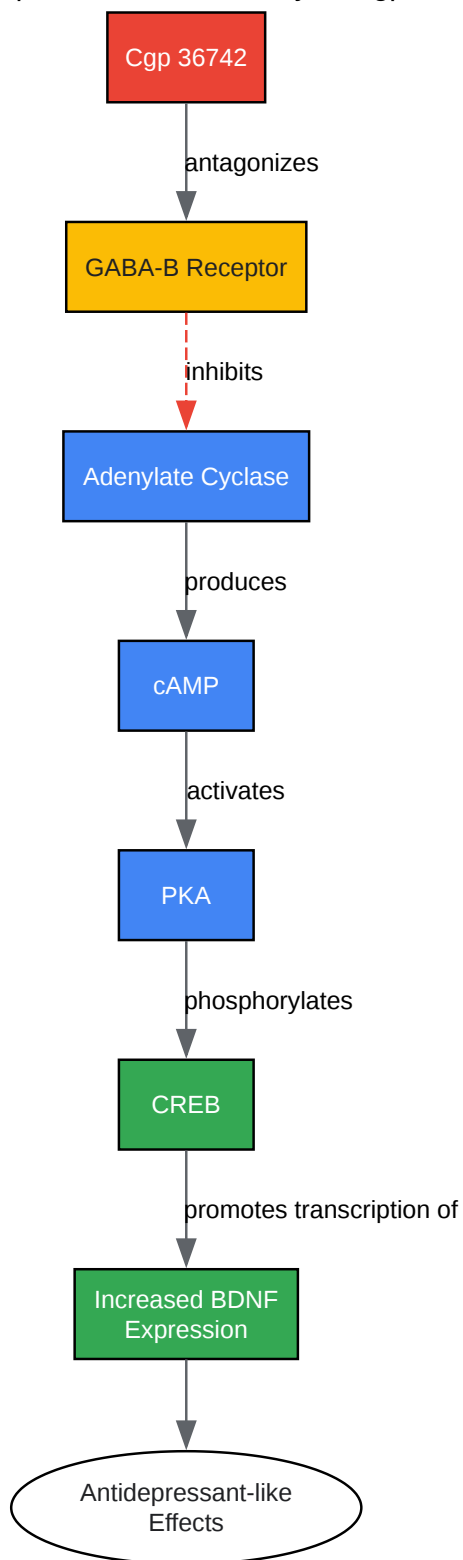 Cgp 36742
antagonizes
GABA-B Receptor
inhibits
Adenylate Cyclase
produces
cAMP
activates
PKA
phosphorylates
CREB
promotes transcription of
Increased BDNF
Expression
Antidepressant-like
Effects